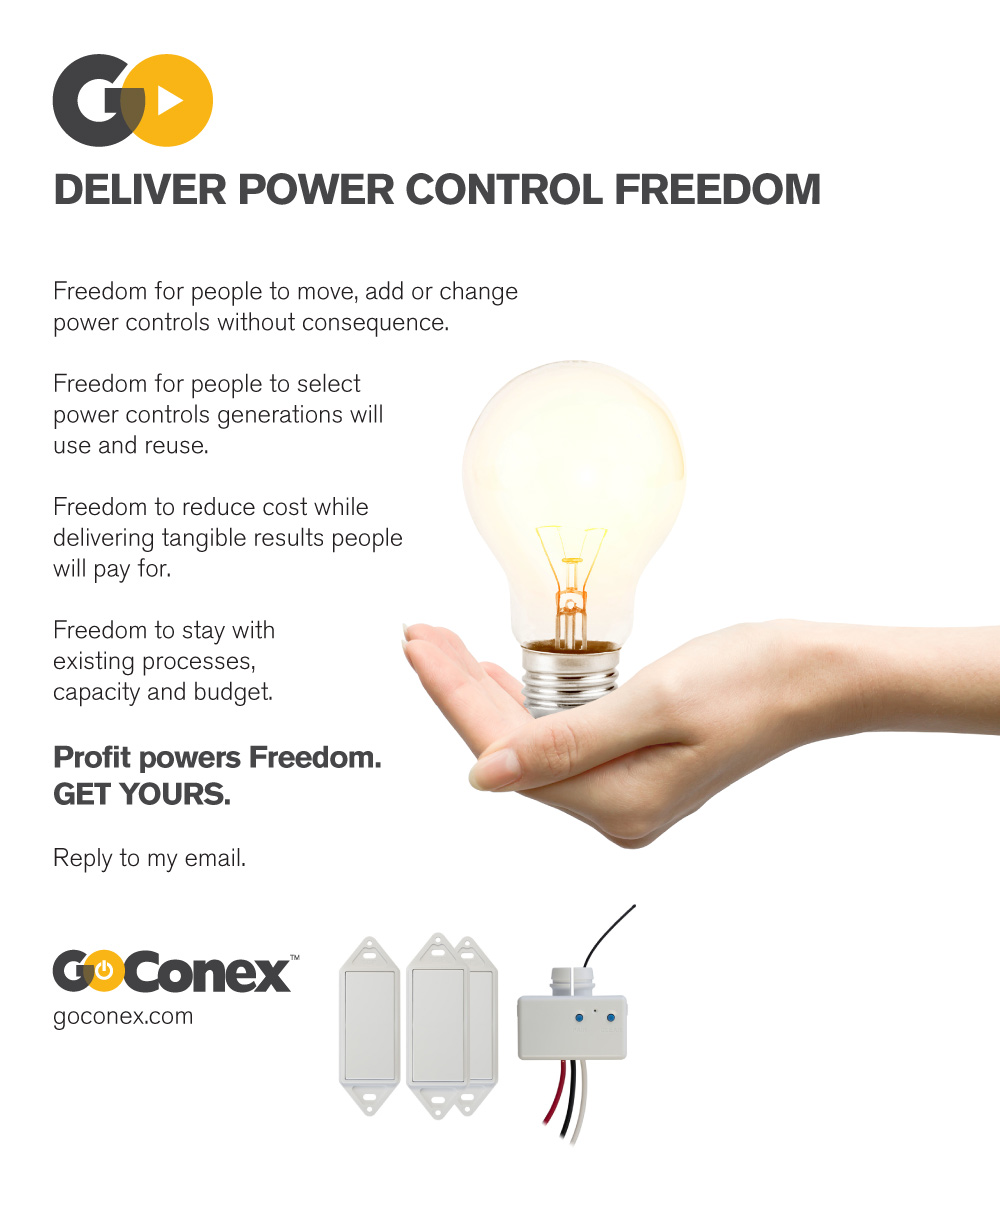 GO
DELIVER POWER CONTROL FREEDOM
Freedom for people to move, add or change
power controls without consequence.
Freedom for people to select
power controls generations will
use and reuse.
Freedom to reduce cost while
delivering tangible results people
will pay for.
Freedom to stay with
existing processes,
capacity and budget.
Profit powers Freedom.
GET YOURS.
Reply to my email.
GoConex™
goconex.com